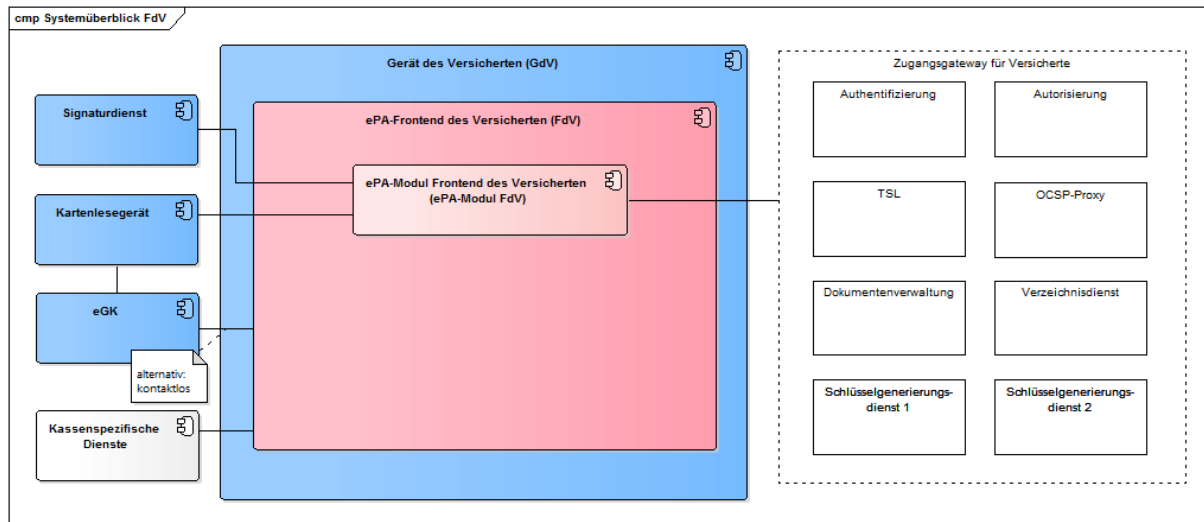 cmp Systemüberblick FdV
Gerät des Versicherten (GdV)
Zugangsgateway für Versicherte
Signaturdienst
ePA-Frontend des Versicherten (FdV)
Authentifizierung
Autorisierung
ePA-Modul Frontend des Versicherten
(ePA-Modul FdV)
Kartenlesegerät
TSL
OCSP-Proxy
eGK
alternativ:
kontaktlos
Dokumentenverwaltung
Verzeichnisdienst
Kassenspezifische
Dienste
Schlüsselgenerierungs-
dienst 1
Schlüsselgenerierungs-
dienst 2